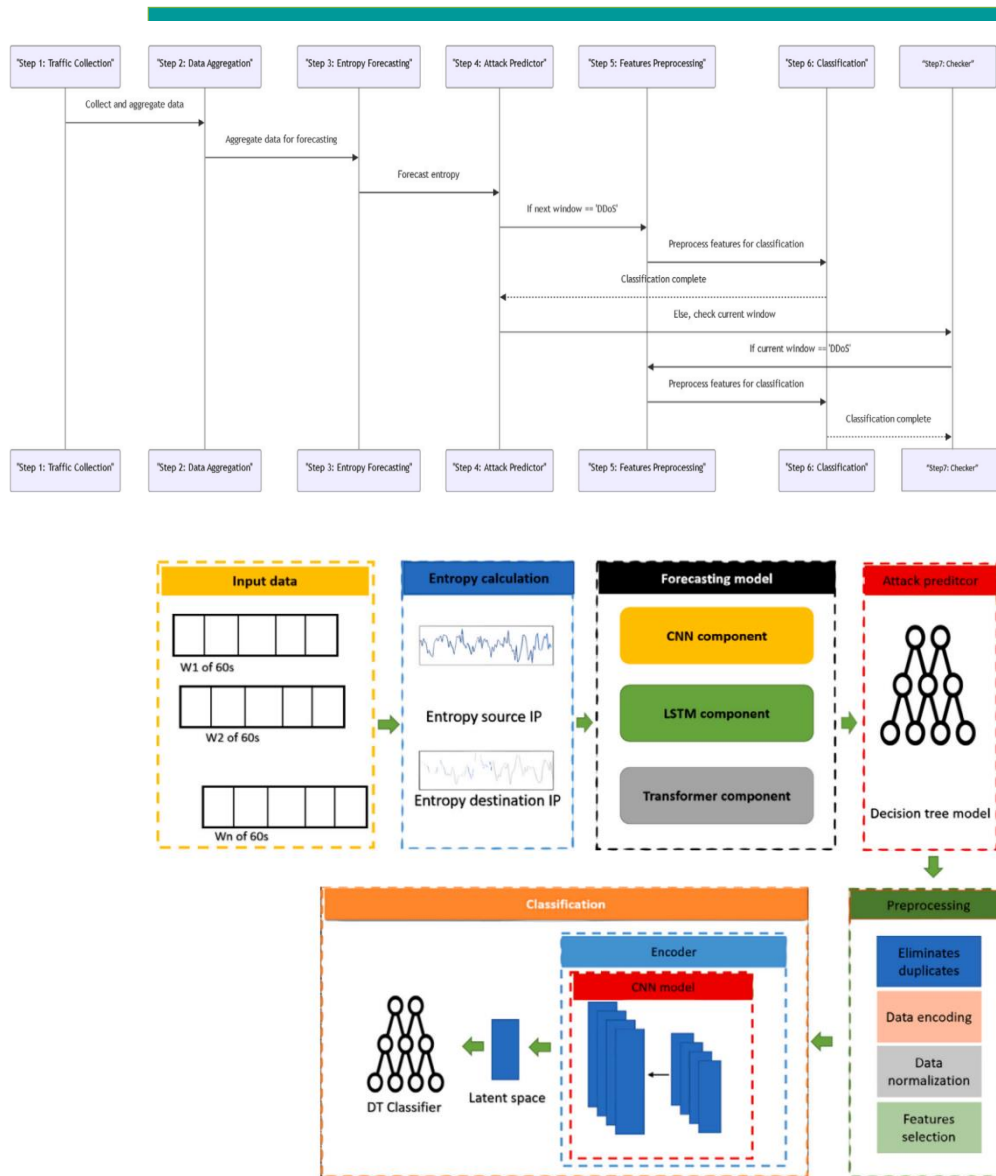 "Step 1: Traffic Collection" "Step 2: Data Aggregation" "Step 3: Entropy Forecasting" "Step 4: Attack Predictor" "Step 5: Features Preprocessing" "Step 6: Classification" "Step7: Checker"
Collect and aggregate data
Aggregate data for forecasting
Forecast entropy
If next window == 'DDoS'
Preprocess features for classification
Classification complete
Else, check current window
If current window == 'DDoS'
Preprocess features for classification
Classification complete
"Step 1: Traffic Collection" "Step 2: Data Aggregation" "Step 3: Entropy Forecasting" "Step 4: Attack Predictor" "Step 5: Features Preprocessing" "Step 6: Classification" "Step7: Checker"
Input data
W1 of 60s
W2 of 60s
Wn of 60s
Entropy calculation
Entropy source IP
Entropy destination IP
Forecasting model
CNN component
LSTM component
Transformer component
Attack preditcor
Decision tree model
Preprocessing
Eliminates
duplicates
Data encoding
Data
normalization
Features
selection
Classification
Encoder
CNN model
Latent space
DT Classifier